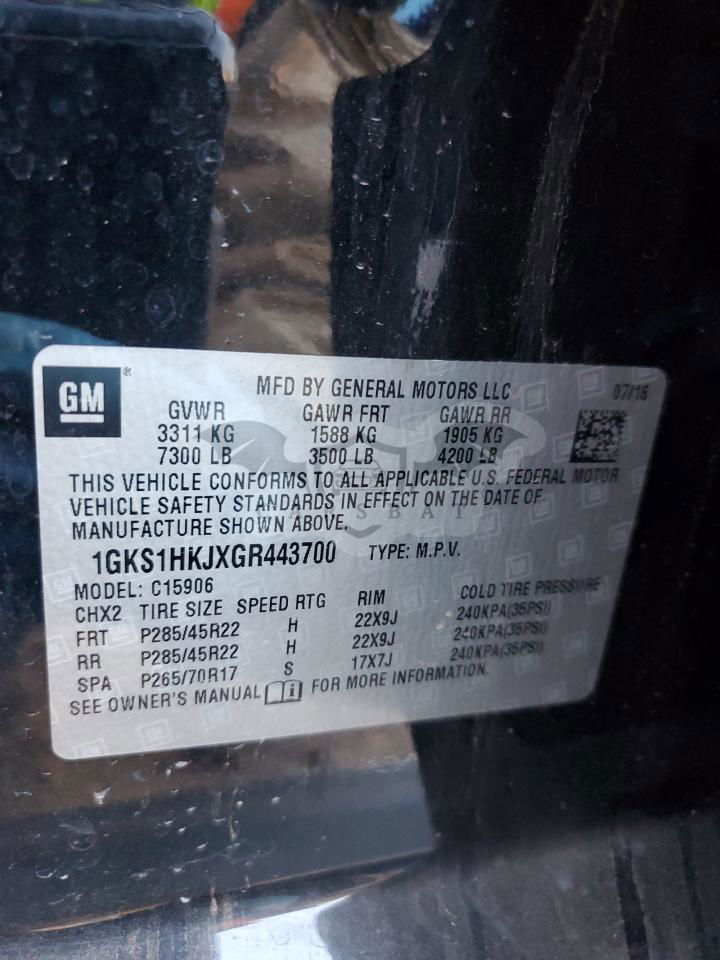 GM ®
MFD BY GENERAL MOTORS LLC 07/16
GVWR GAWR FRT GAWR RR
3311 KG 1588 KG 1905 KG
7300 LB 3500 LB 4200 LB
THIS VEHICLE CONFORMS TO ALL APPLICABLE U.S. FEDERAL MOTOR
VEHICLE SAFETY STANDARDS IN EFFECT ON THE DATE OF
MANUFACTURE SHOWN ABOVE.
1GKS1HKJXGR443700 TYPE: M.P.V.
MODEL: C15906
CHX2 TIRE SIZE SPEED RTG RIM COLD TIRE PRESSURE
FRT P285/45R22 H 22X9J 240KPA(35PSI)
RR P285/45R22 H 22X9J 240KPA(35PSI)
SPA P265/70R17 S 17X7J 240KPA(35PSI)
SEE OWNER'S MANUAL FOR MORE INFORMATION.